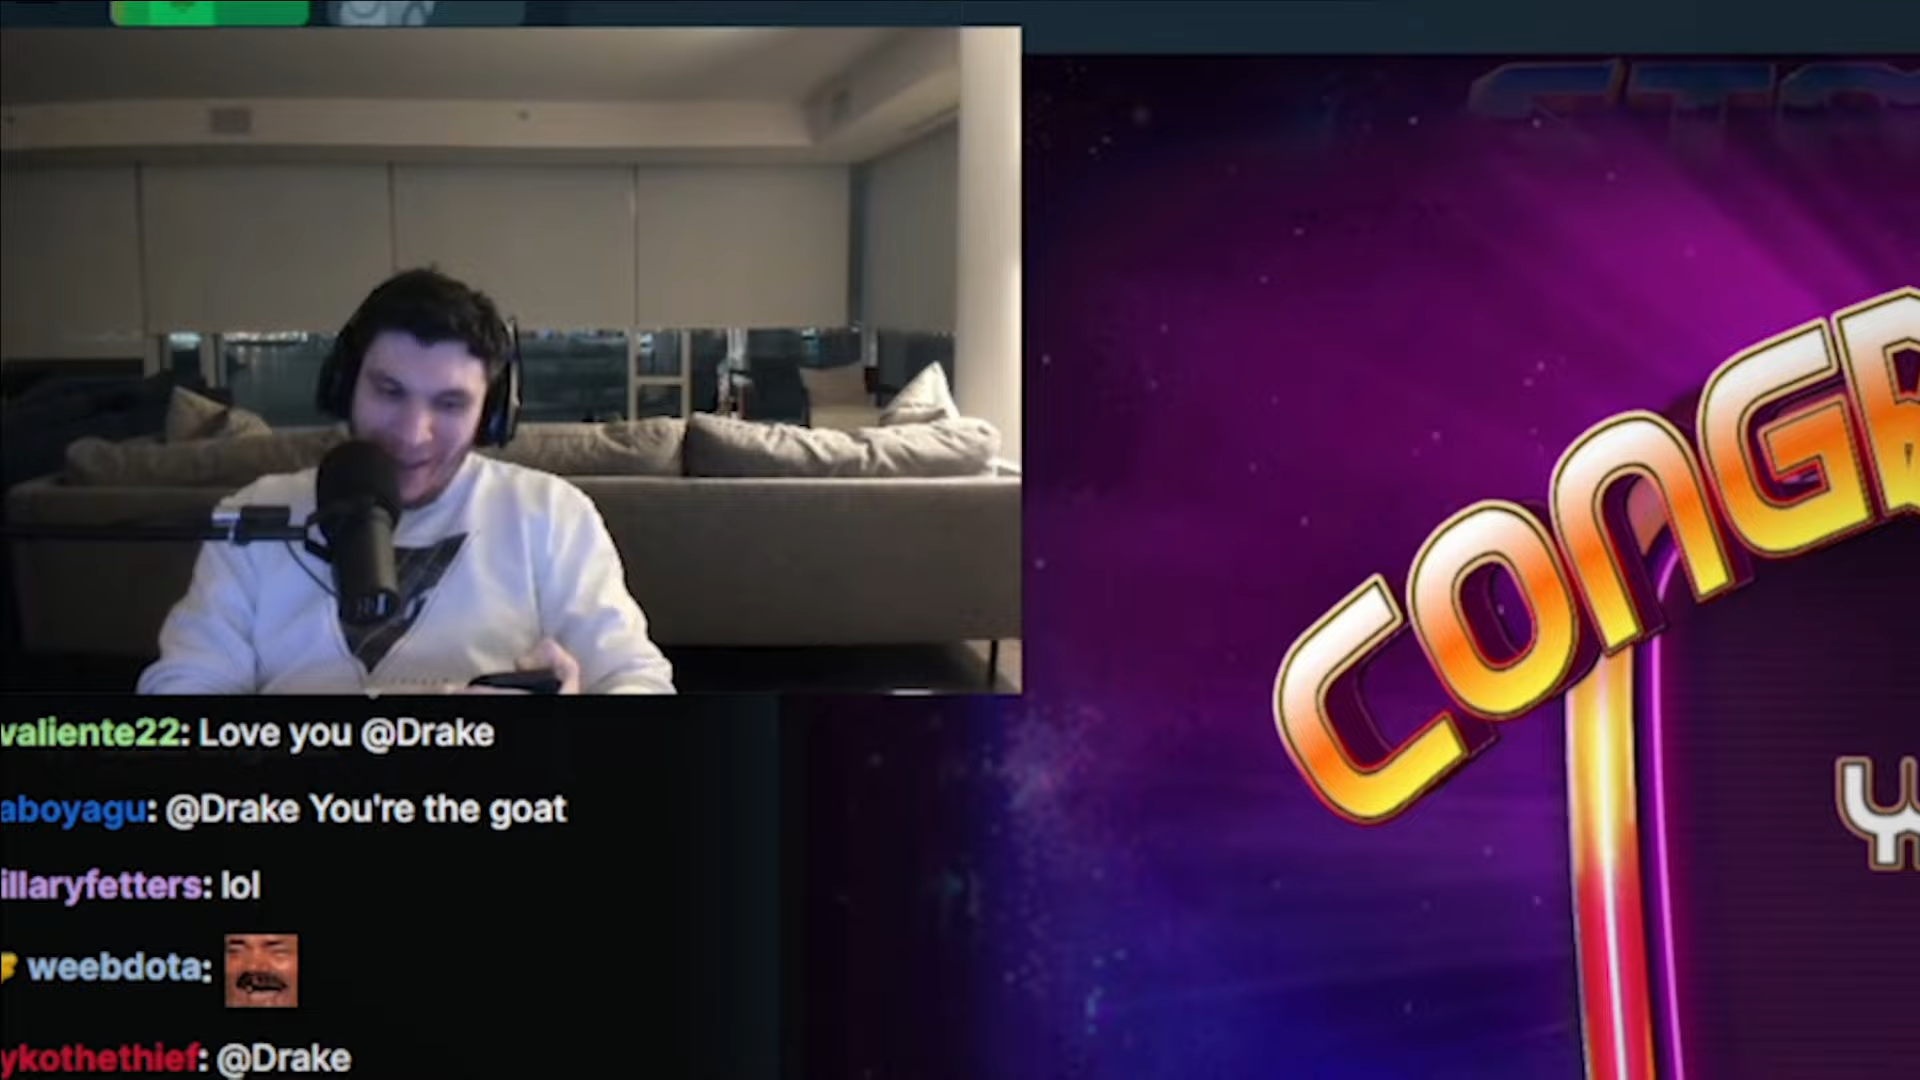 valiente22: Love you @Drake
aboyagu: @Drake You're the goat
illaryfetters: lol
weebdota:
ykothethief: @Drake
CONGR